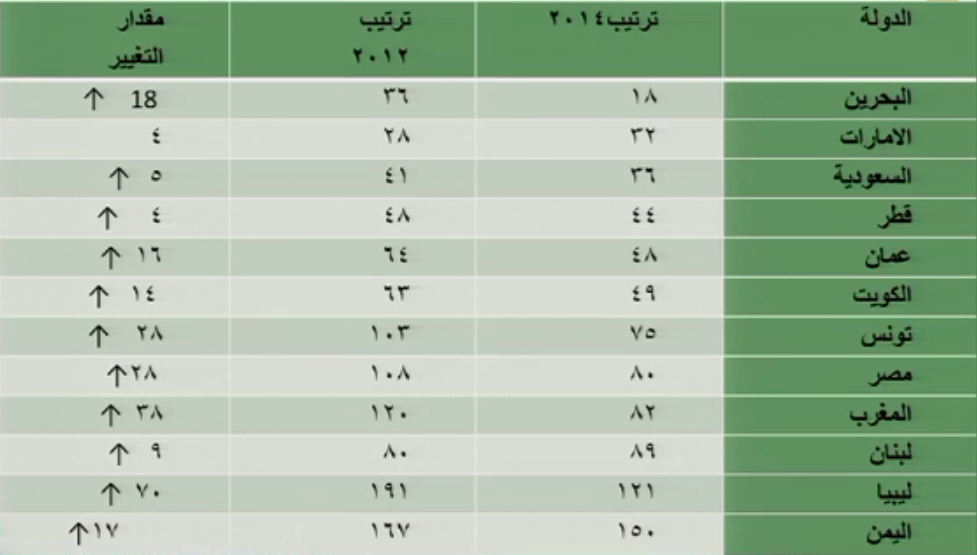 الدولة ترتيب٢٠١٤ ترتيب ٢٠١٢ مقدار التغيير
البحرين ١٨ ٣٦ 18 ↑
الامارات ٣٢ ٢٨ ٤
السعودية ٣٦ ٤١ ٥ ↑
قطر ٤٤ ٤٨ ٤ ↑
عمان ٤٨ ٦٤ ١٦ ↑
الكويت ٤٩ ٦٣ ١٤ ↑
تونس ٧٥ ١٠٣ ٢٨ ↑
مصر ٨٠ ١٠٨ ٢٨↑
المغرب ٨٢ ١٢٠ ٣٨ ↑
لبنان ٨٩ ٨٠ ٩ ↑
ليبيا ١٢١ ١٩١ ٧٠ ↑
اليمن ١٥٠ ١٦٧ ١٧↑